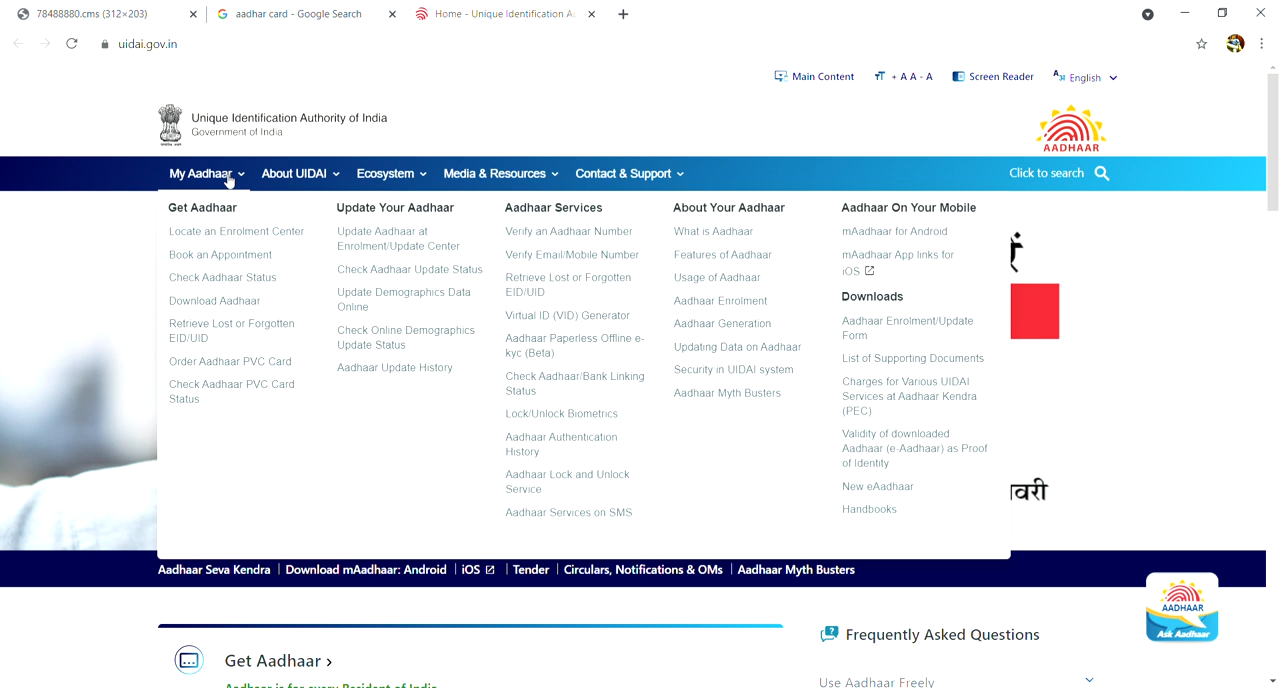 78488880.cms (312×203)
aadhar card - Google Search
Home - Unique Identification A
uidai.gov.in
Main Content
+ A A - A
Screen Reader
English
Unique Identification Authority of India
Government of India
AADHAAR
My Aadhaar
About UIDAI
Ecosystem
Media & Resources
Contact & Support
Click to search
Get Aadhaar
Locate an Enrolment Center
Book an Appointment
Check Aadhaar Status
Download Aadhaar
Retrieve Lost or Forgotten
EID/UID
Order Aadhaar PVC Card
Check Aadhaar PVC Card
Status
Update Your Aadhaar
Update Aadhaar at
Enrolment/Update Center
Check Aadhaar Update Status
Update Demographics Data
Online
Check Online Demographics
Update Status
Aadhaar Update History
Aadhaar Services
Verify an Aadhaar Number
Verify Email/Mobile Number
Retrieve Lost or Forgotten
EID/UID
Virtual ID (VID) Generator
Aadhaar Paperless Offline e-
kyc (Beta)
Check Aadhaar/Bank Linking
Status
Lock/Unlock Biometrics
Aadhaar Authentication
History
Aadhaar Lock and Unlock
Service
Aadhaar Services on SMS
About Your Aadhaar
What is Aadhaar
Features of Aadhaar
Usage of Aadhaar
Aadhaar Enrolment
Aadhaar Generation
Updating Data on Aadhaar
Security in UIDAI system
Aadhaar Myth Busters
Aadhaar On Your Mobile
mAadhaar for Android
mAadhaar App links for
iOS
Downloads
Aadhaar Enrolment/Update
Form
List of Supporting Documents
Charges for Various UIDAI
Services at Aadhaar Kendra
(PEC)
Validity of downloaded
Aadhaar (e-Aadhaar) as Proof
of Identity
New eAadhaar
Handbooks
Aadhaar Seva Kendra | Download mAadhaar: Android | iOS | Tender | Circulars, Notifications & OMs | Aadhaar Myth Busters
AADHAAR
Ask Aadhaar
Get Aadhaar ›
Aadhaar is for every Resident of India
Frequently Asked Questions
Use Aadhaar Freely